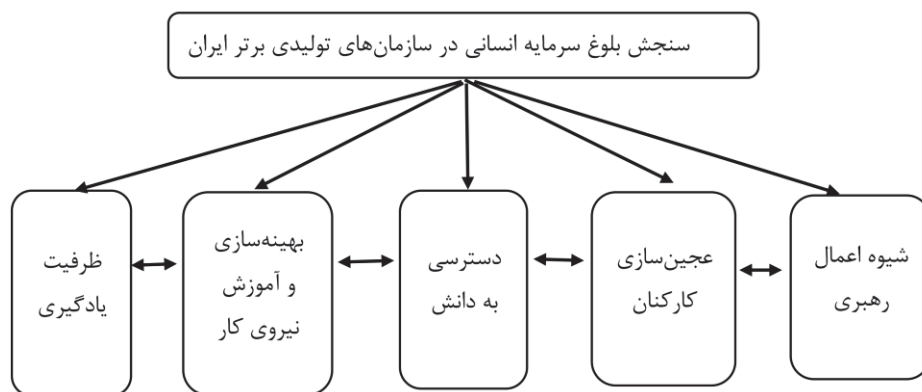 سنجش بلوغ سرمایه انسانی در سازمان‌های تولیدی برتر ایران
شیوه اعمال
رهبری
عجین‌سازی
کارکنان
دسترسی
به دانش
بهینه‌سازی
و آموزش
نیروی کار
ظرفیت
یادگیری